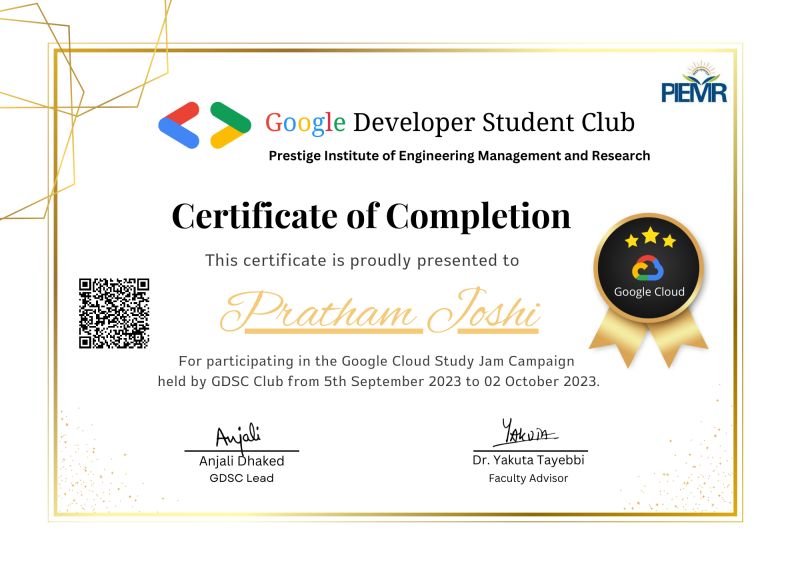 PIEMR
Google Developer Student Club
Prestige Institute of Engineering Management and Research
Certificate of Completion
This certificate is proudly presented to
Pratham Joshi
Google Cloud
For participating in the Google Cloud Study Jam Campaign
held by GDSC Club from 5th September 2023 to 02 October 2023.
Anjali
Yakuta
Anjali Dhaked
Dr. Yakuta Tayebbi
GDSC Lead
Faculty Advisor